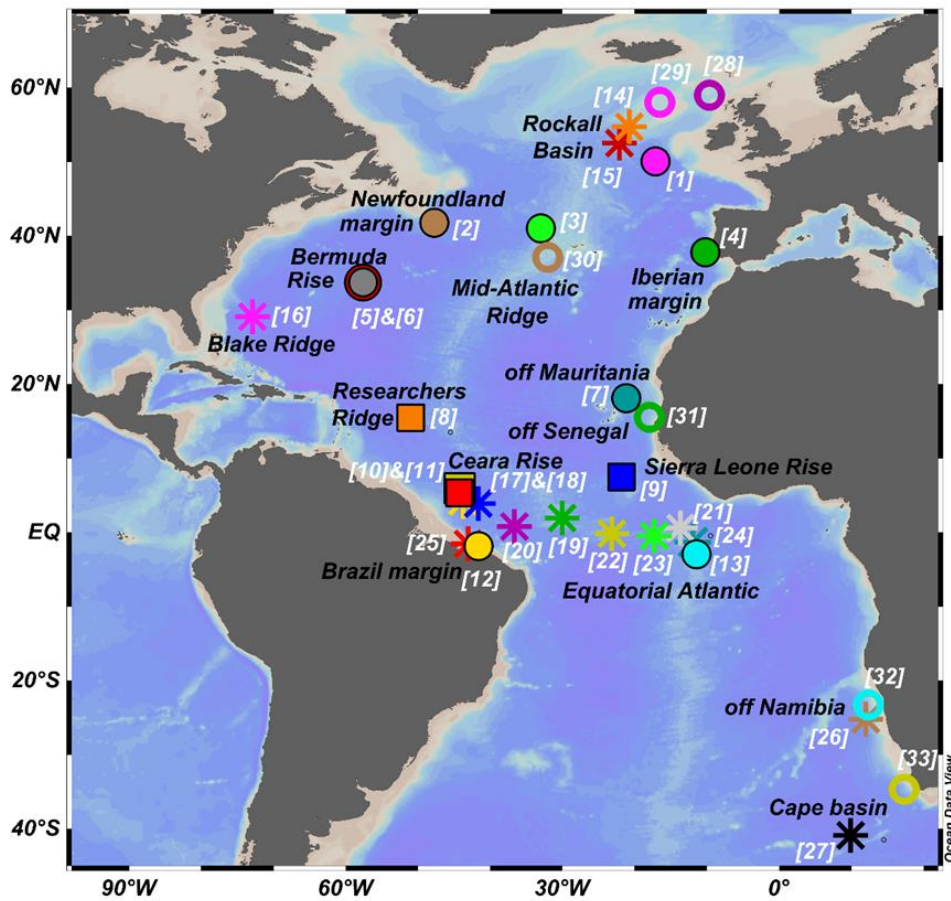 [28]
[29]
60°N
[14]
Rockall
Basin
[15]
[1]
Newfoundland
margin
[2]
[3]
[4]
40°N
Bermuda
Rise
[30]
Iberian
margin
Mid-Atlantic
Ridge
[5]&[6]
[16]
Blake Ridge
20°N
off Mauritania
[7]
Researchers
Ridge
[8]
[31]
off Senegal
Ceara Rise
Sierra Leone Rise
[10]&[11]
[17]&[18]
[9]
[21]
EQ
[25]
[20]
[19]
[22]
[23]
[24]
[13]
Brazil margin
[12]
Equatorial Atlantic
20°S
[32]
off Namibia
[26]
[33]
Cape basin
40°S
[27]
Ocean Data View
90°W
60°W
30°W
0°